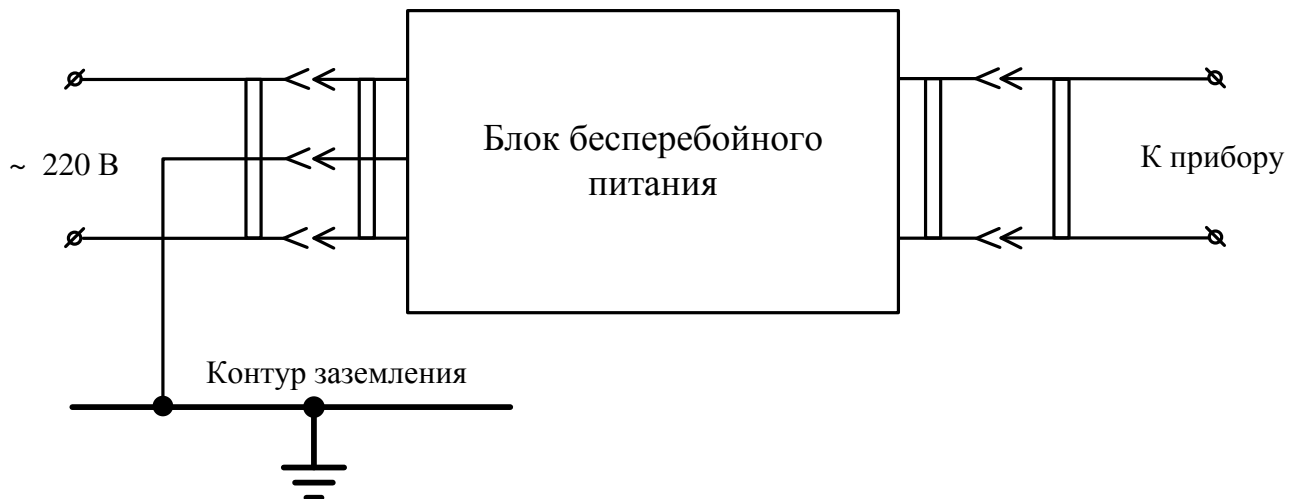 Блок бесперебойного
питания
~ 220 В
К прибору
Контур заземления